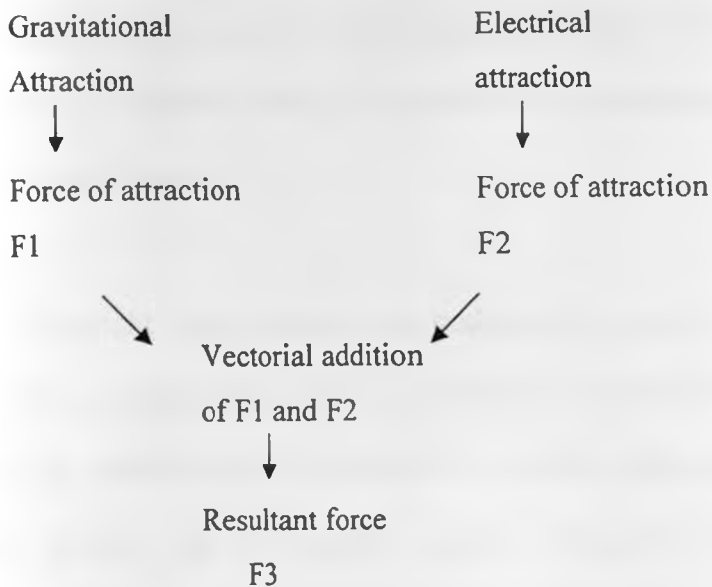 Gravitational
Attraction
Electrical
attraction
Force of attraction
F1
Force of attraction
F2
Vectorial addition
of F1 and F2
Resultant force
F3